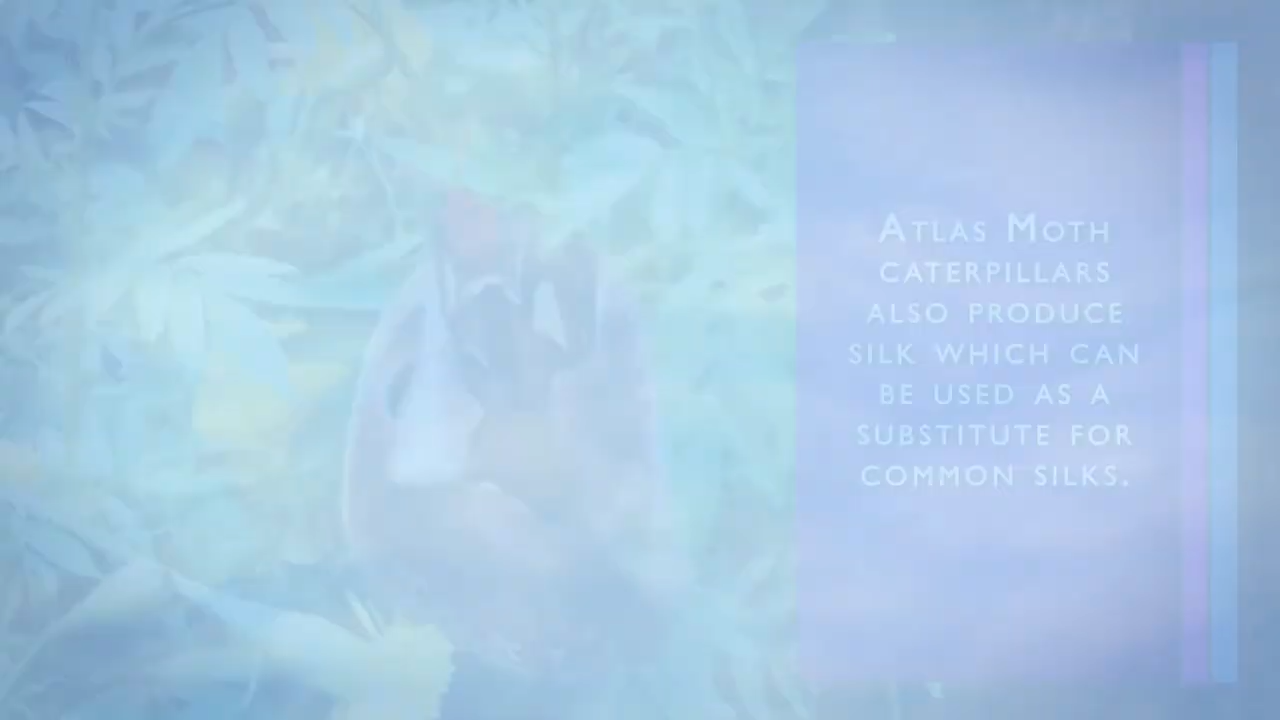 Atlas Moth
caterpillars
also produce
silk which can
be used as a
substitute for
common silks.